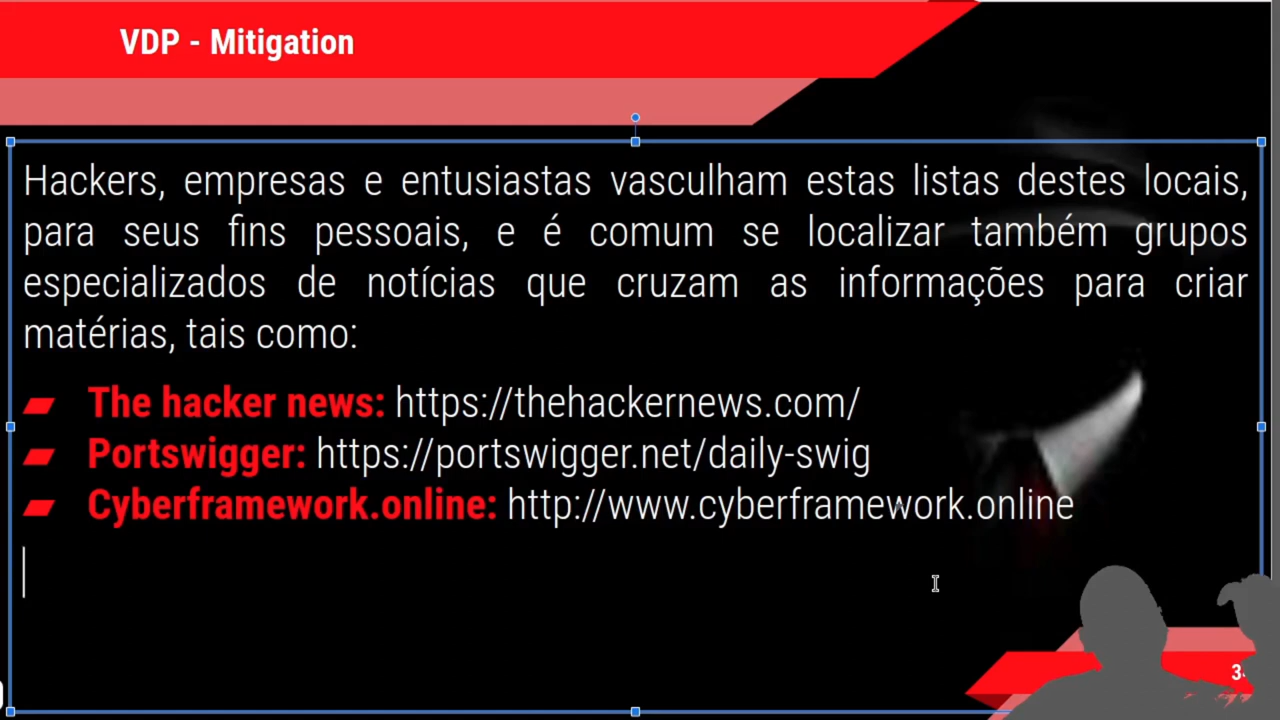 VDP - Mitigation
Hackers, empresas e entusiastas vasculham estas listas destes locais,
para seus fins pessoais, e é comum se localizar também grupos
especializados de notícias que cruzam as informações para criar
matérias, tais como:
The hacker news: https://thehackernews.com/
Portswigger: https://portswigger.net/daily-swig
Cyberframework.online: http://www.cyberframework.online